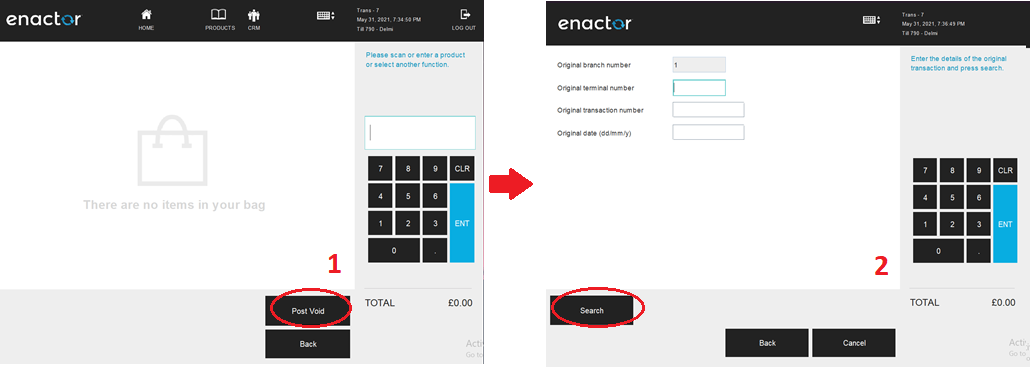 enactor
HOME
PRODUCTS
CRM
Trans - 7
May 31, 2021, 7:34:50 PM
Till 790 - Delmi
LOG OUT
There are no items in your bag
Please scan or enter a product
or select another function.
7 8 9 CLR
4 5 6
1 2 3 ENT
0 .
1
Post Void
Back
TOTAL £0.00
Go to
enactor
Trans - 7
May 31, 2021, 7:36:49 PM
Till 790 - Delmi
Original branch number 1
Original terminal number
Original transaction number
Original date (dd/mm/y)
Enter the details of the original
transaction and press search.
7 8 9 CLR
4 5 6
1 2 3 ENT
0 .
2
Search
Back
Cancel
TOTAL £0.00
Go to